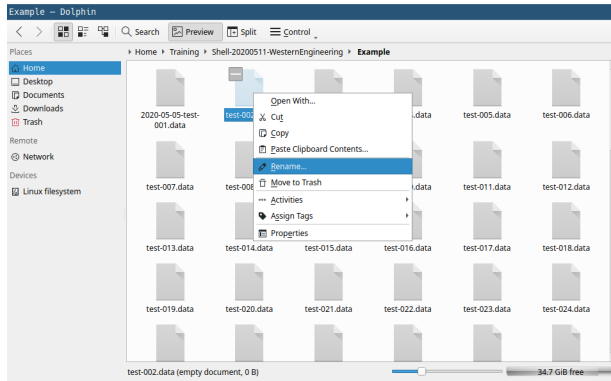 Example — Dolphin
Search Preview Split Control
Places
Home > Training > Shell-20200511-WesternEngineering > Example
Home
Desktop
Documents
Downloads
Trash
Remote
Network
Devices
Linux filesystem
2020-05-05-test-
001.data
test-002
.data
test-005.data
test-006.data
Open With...
Cut
Copy
Paste Clipboard Contents...
Rename...
Move to Trash
Activities
Assign Tags
Properties
test-007.data
test-008
.data
test-011.data
test-012.data
test-013.data
test-014.data
test-015.data
test-016.data
test-017.data
test-018.data
test-019.data
test-020.data
test-021.data
test-022.data
test-023.data
test-024.data
test-002.data (empty document, 0 B)
34.7 GiB free